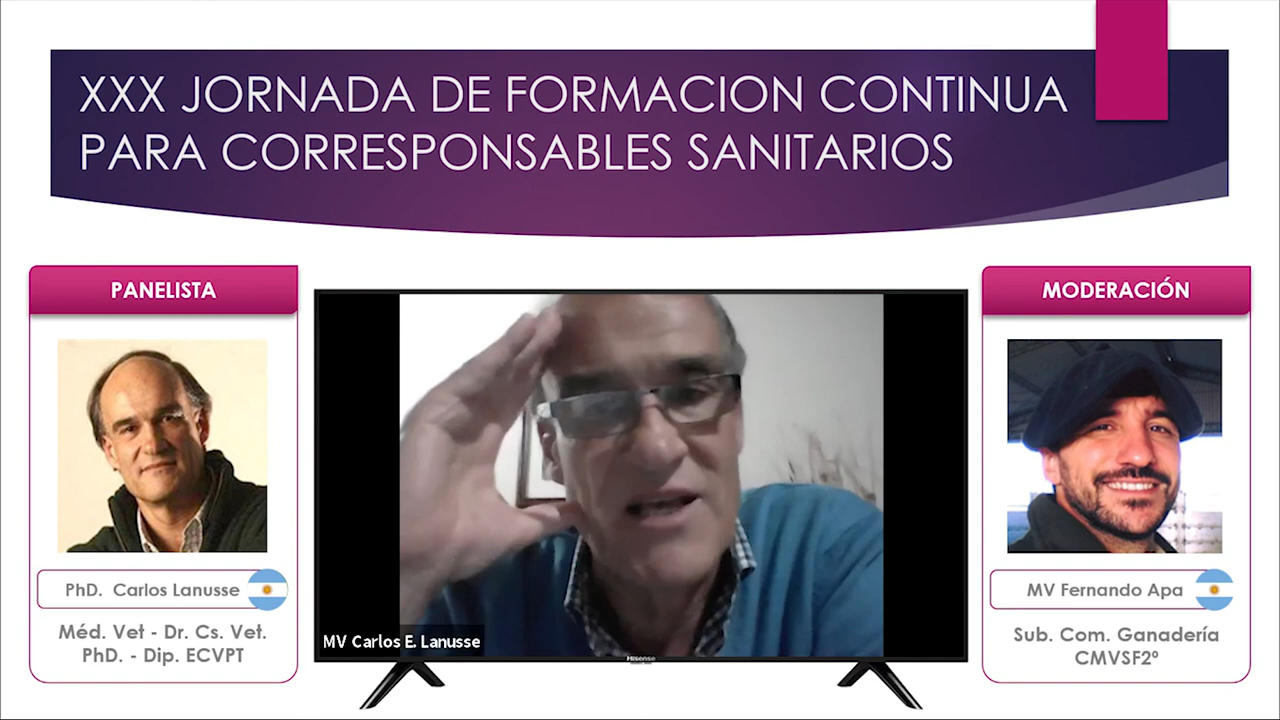 XXX JORNADA DE FORMACION CONTINUA
PARA CORRESPONSABLES SANITARIOS
PANELISTA
PhD. Carlos Lanusse
Méd. Vet - Dr. Cs. Vet.
PhD. - Dip. ECVPT
MV Carlos E. Lanusse
Hisense
MODERACIÓN
MV Fernando Apa
Sub. Com. Ganadería
CMVSF2º